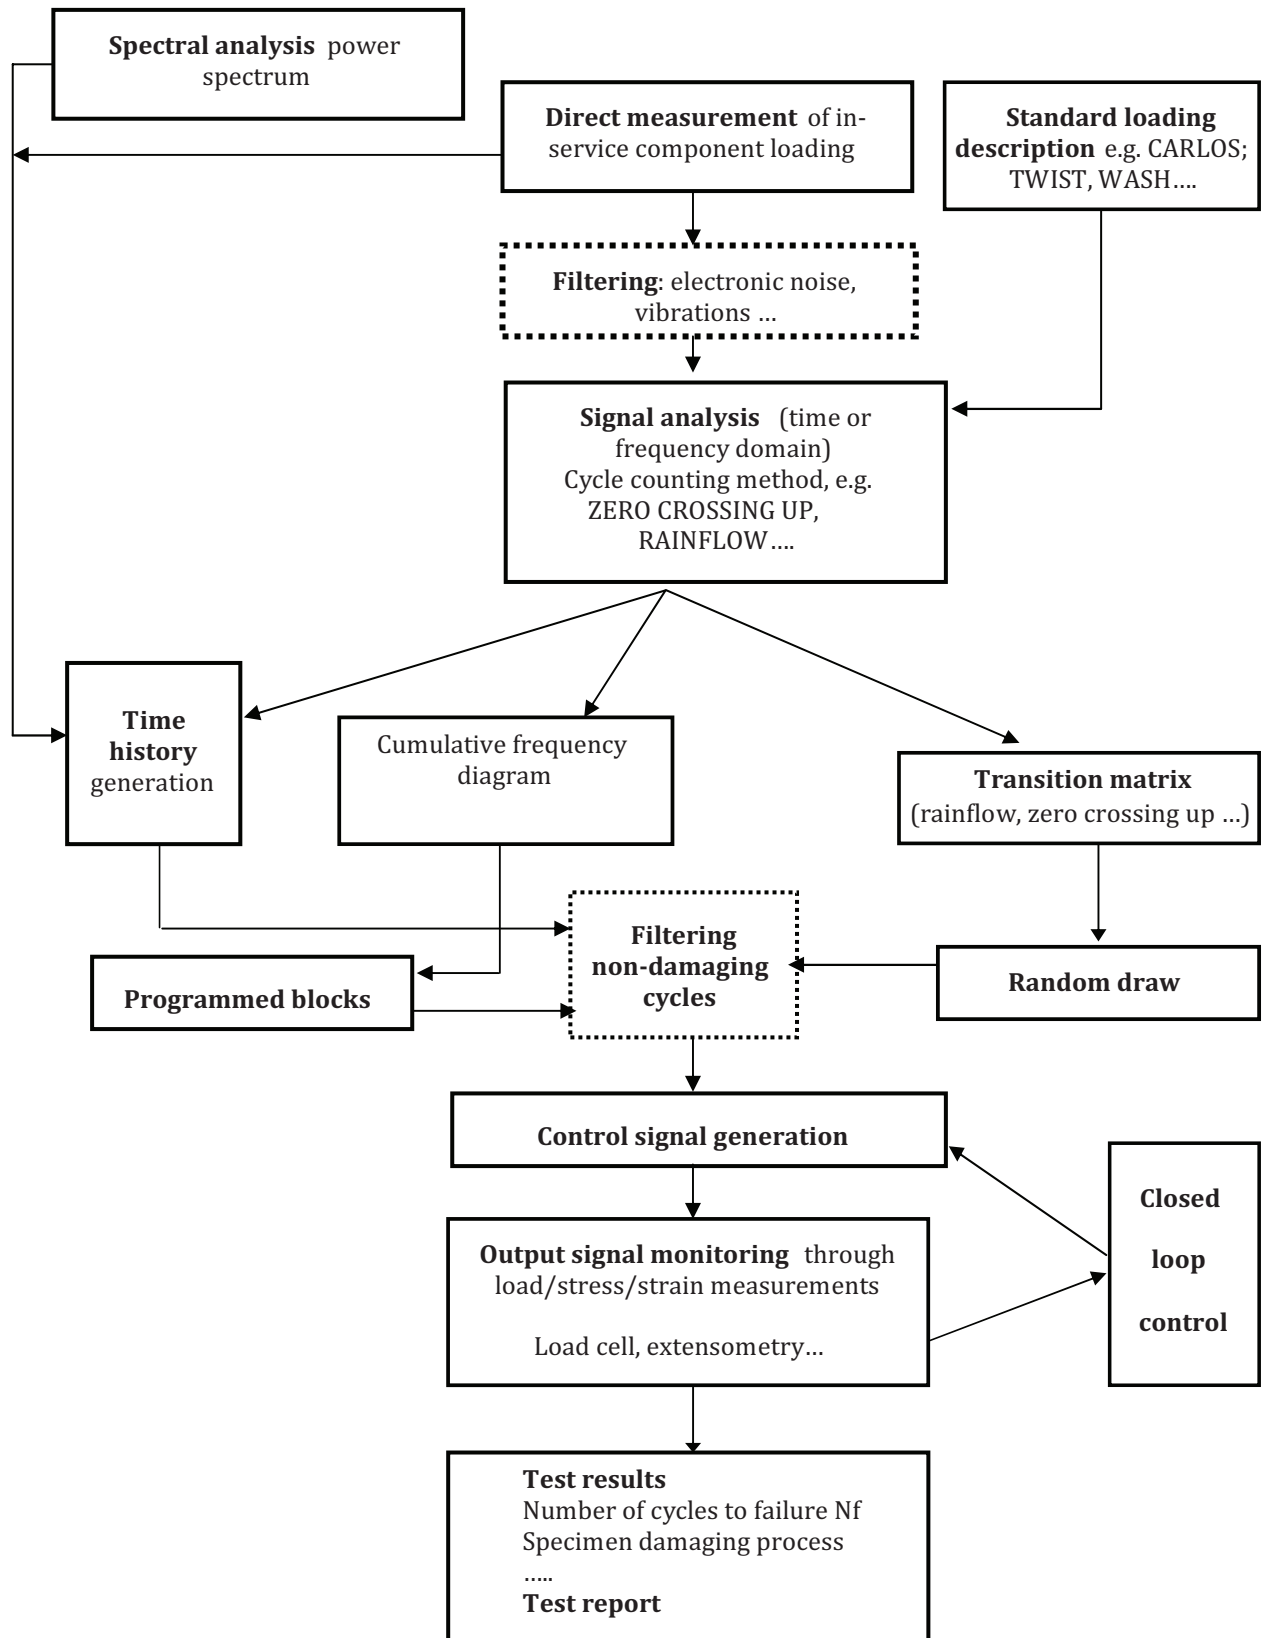 Spectral analysis power
spectrum
Direct measurement of in-
service component loading
Standard loading
description e.g. CARLOS;
TWIST, WASH....
Filtering: electronic noise,
vibrations ...
Signal analysis (time or
frequency domain)
Cycle counting method, e.g.
ZERO CROSSING UP,
RAINFLOW....
Time
history
generation
Cumulative frequency
diagram
Transition matrix
(rainflow, zero crossing up ...)
Filtering
non-damaging
cycles
Programmed blocks
Random draw
Control signal generation
Closed
loop
control
Output signal monitoring through
load/stress/strain measurements
Load cell, extensometry...
Test results
Number of cycles to failure Nf
Specimen damaging process
.....
Test report